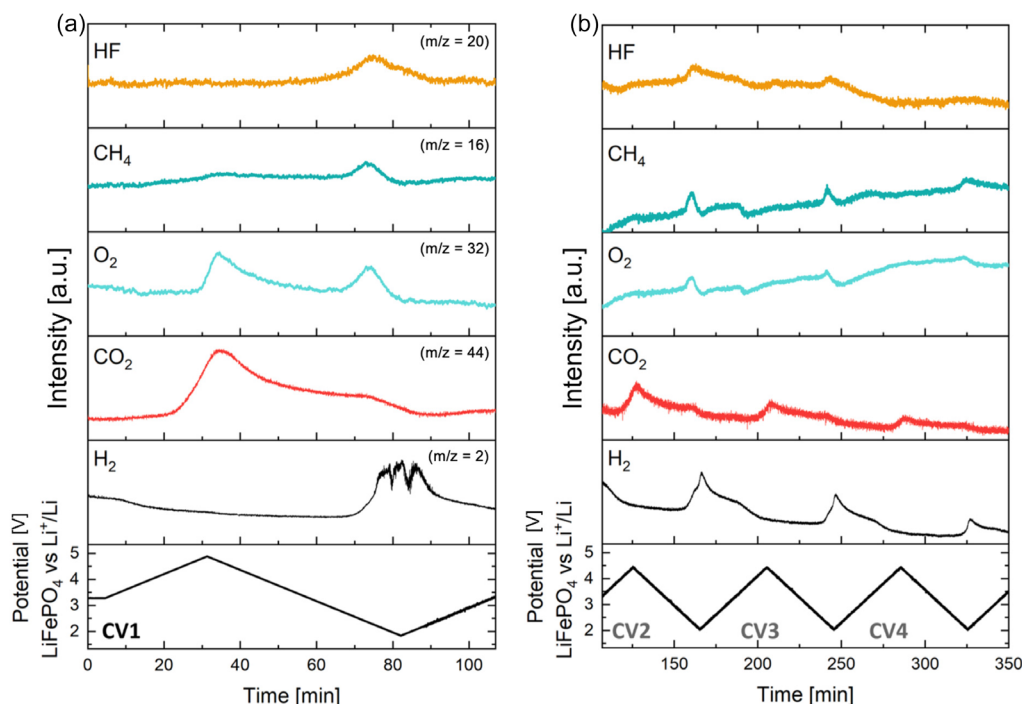 (a)
HF
(m/z = 20)
CH4
(m/z = 16)
O2
(m/z = 32)
CO2
(m/z = 44)
H2
(m/z = 2)
Intensity [a.u.]
Potential [V]
LiFePO4 vs Li+/Li
5
4
3
2
CV1
0
20
40
60
80
100
Time [min]
(b)
HF
CH4
O2
CO2
H2
Intensity [a.u.]
Potential [V]
LiFePO4 vs Li+/Li
5
4
3
2
CV2
CV3
CV4
150
200
250
300
350
Time [min]